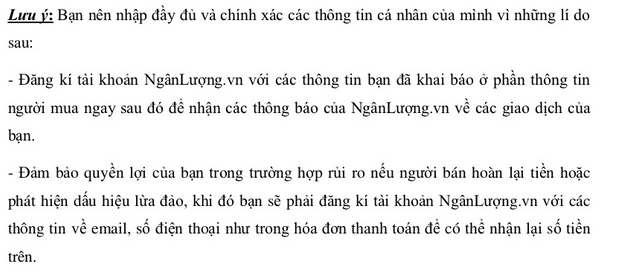 Lưu ý: Bạn nên nhập đầy đủ và chính xác các thông tin cá nhân của mình vì những lí do
sau:
- Đăng kí tài khoản NgânLượng.vn với các thông tin bạn đã khai báo ở phần thông tin
người mua ngay sau đó để nhận các thông báo của NgânLượng.vn về các giao dịch của
bạn.
- Đảm bảo quyền lợi của bạn trong trường hợp rủi ro nếu người bán hoàn lại tiền hoặc
phát hiện dấu hiệu lừa đảo, khi đó bạn sẽ phải đăng kí tài khoản NgânLượng.vn với các
thông tin về email, số điện thoại như trong hóa đơn thanh toán để có thể nhận lại số tiền
trên.